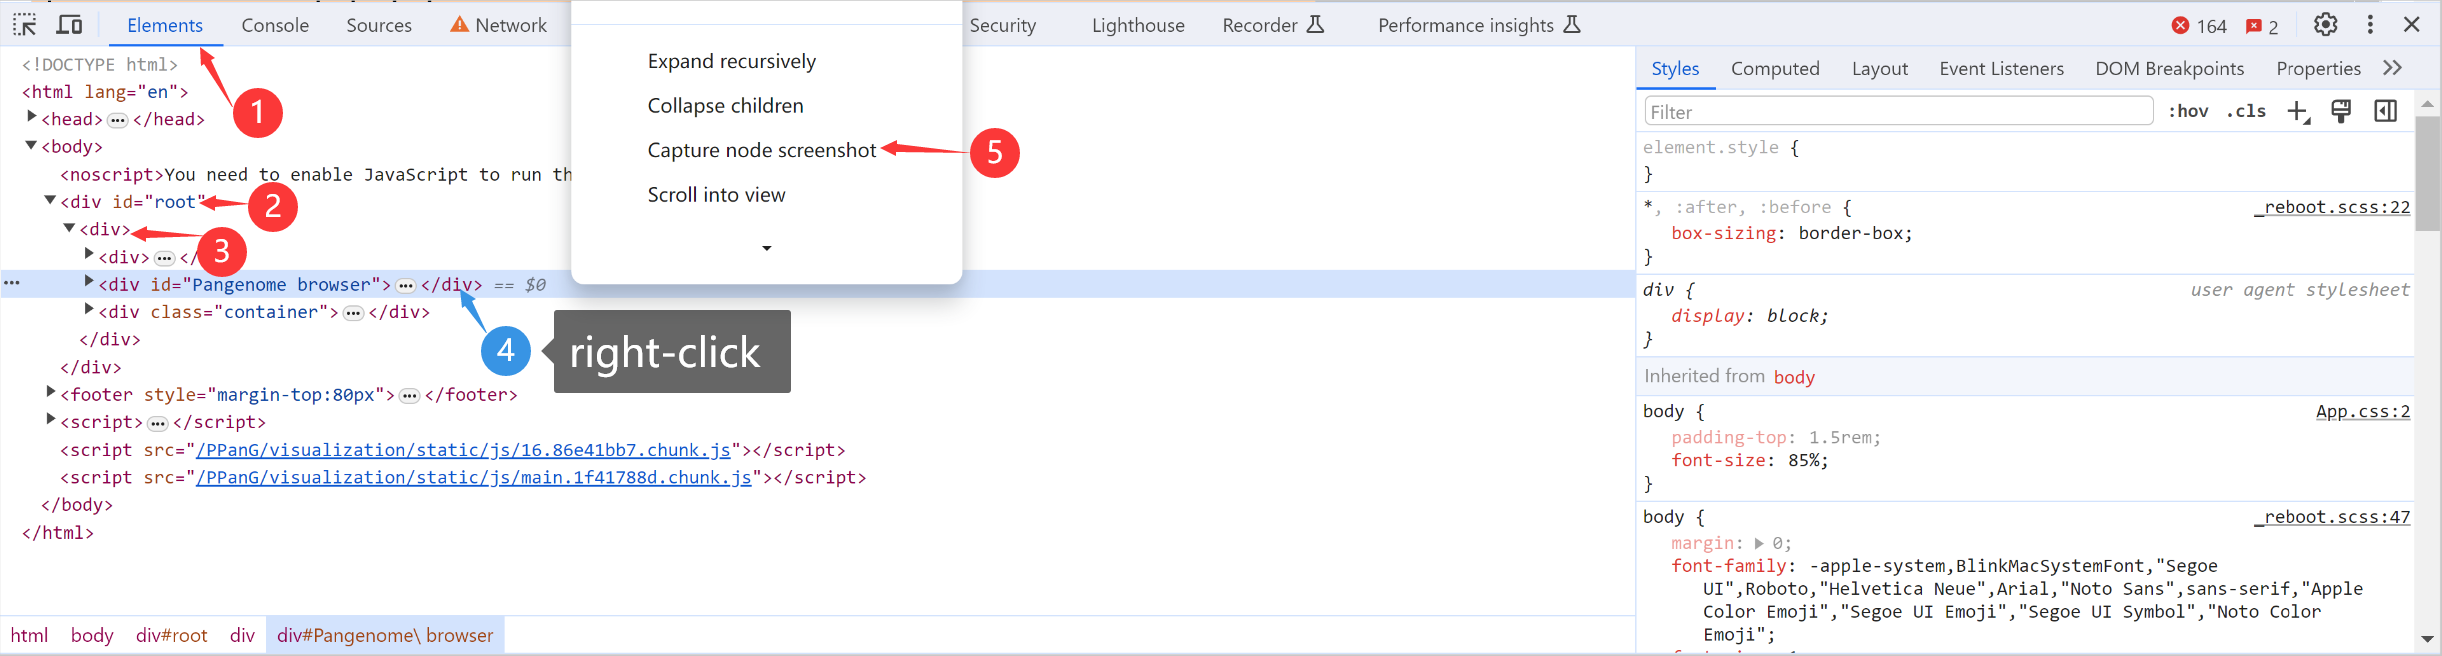 Elements Console Sources Network Security Lighthouse Recorder Performance insights 164 2
<!DOCTYPE html>
<html lang="en">
<head> ••• </head>
<body>
<noscript>You need to enable JavaScript to run th
<div id="root"
<div>
<div> ••• </
<div id="Pangenome browser"> ••• </div> == $0
<div class="container"> ••• </div>
</div>
</div>
<footer style="margin-top:80px"> ••• </footer>
<script> ••• </script>
<script src="/PPanG/visualization/static/js/16.86e41bb7.chunk.js"></script>
<script src="/PPanG/visualization/static/js/main.1f41788d.chunk.js"></script>
</body>
</html>
html body div#root div div#Pangenome\ browser
1
2
3
4
right-click
Expand recursively
Collapse children
Capture node screenshot
Scroll into view
5
Styles Computed Layout Event Listeners DOM Breakpoints Properties
Filter :hov .cls
element.style {
}
*, :after, :before { _reboot.scss:22
box-sizing: border-box;
}
div { user agent stylesheet
display: block;
}
Inherited from body
body { App.css:2
padding-top: 1.5rem;
font-size: 85%;
}
body { _reboot.scss:47
margin: 0;
font-family: -apple-system,BlinkMacSystemFont,"Segoe
UI",Roboto,"Helvetica Neue",Arial,"Noto Sans",sans-serif,"Apple
Color Emoji","Segoe UI Emoji","Segoe UI Symbol","Noto Color
Emoji";